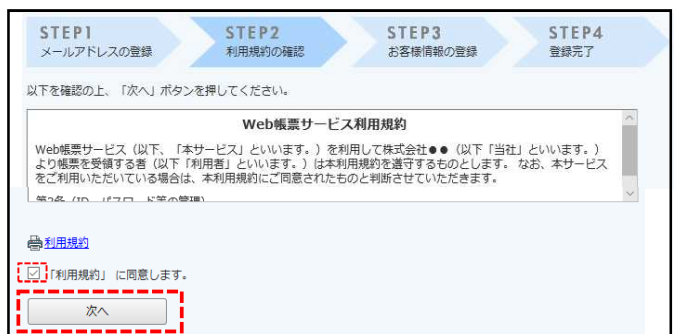 STEP1 STEP2 STEP3 STEP4
メールアドレスの登録 利用規約の確認 お客様情報の登録 登録完了
以下を確認の上、「次へ」ボタンを押してください。
Web帳票サービス利用規約
Web帳票サービス(以下、「本サービス」といいます。)を利用して株式会社●●(以下「当社」といいます。)
より帳票を受領する者(以下「利用者」といいます。)は本利用規約を遵守するものとします。 なお、本サービス
をご利用いただいている場合は、本利用規約にご同意されたものと判断させていただきます。
利用規約
「利用規約」 に同意します。
次へ